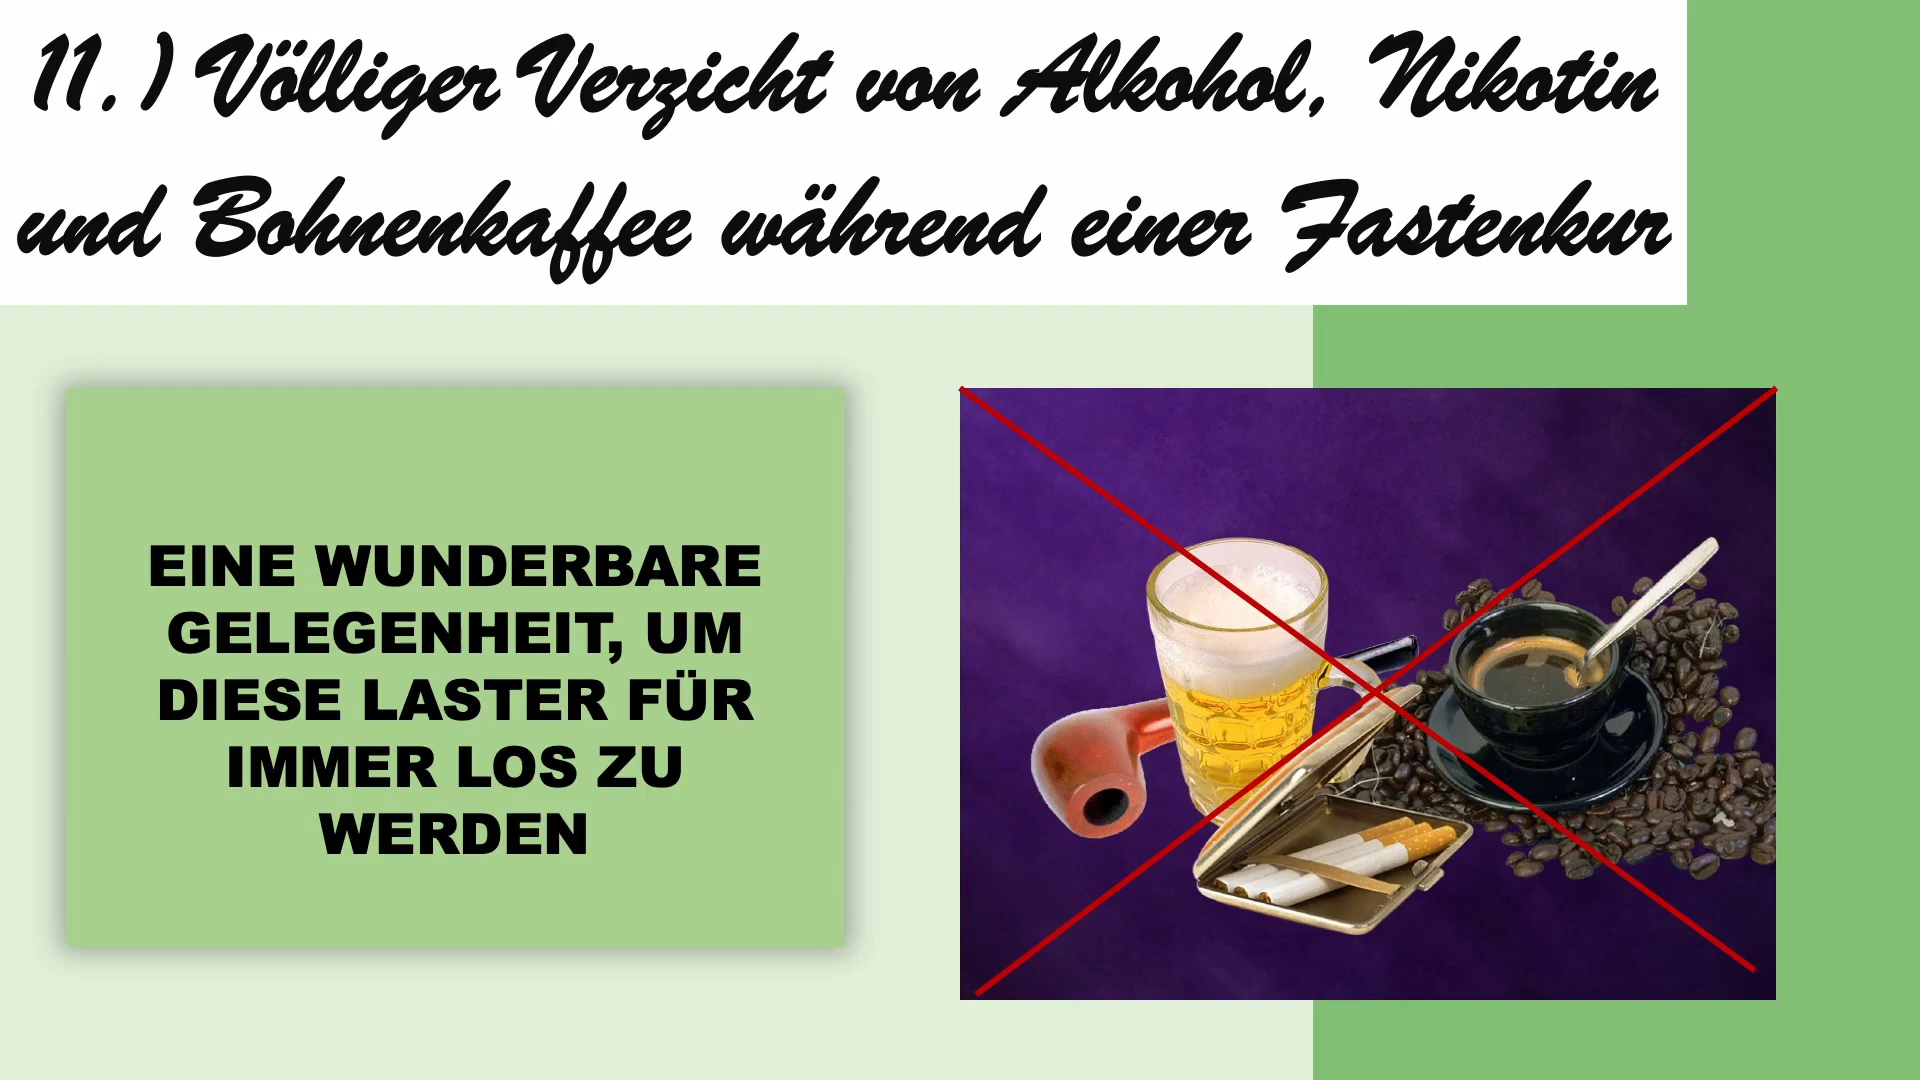 11.) Völliger Verzicht von Alkohol, Nikotin
und Bohnenkaffee während einer Fastenkur
EINE WUNDERBARE
GELEGENHEIT, UM
DIESE LASTER FÜR
IMMER LOS ZU
WERDEN